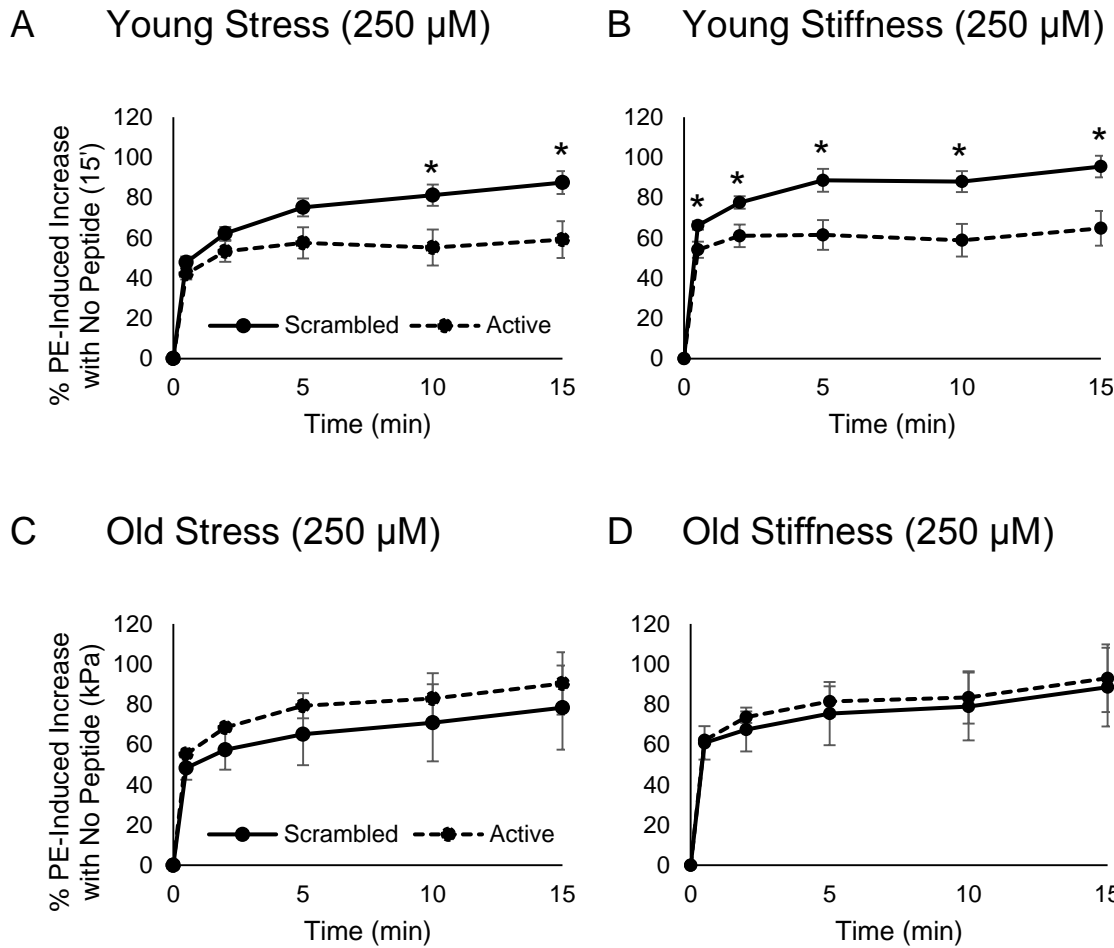 A Young Stress (250 µM)
% PE-Induced Increase
with No Peptide (15')
120
100
80
60
40
20
0
* *
Scrambled Active
0 5 10 15
Time (min)
B Young Stiffness (250 µM)
120
100
80
60
40
20
0
* * * * *
0 5 10 15
Time (min)
C Old Stress (250 µM)
% PE-Induced Increase
with No Peptide (kPa)
120
100
80
60
40
20
0
Scrambled Active
0 5 10 15
Time (min)
D Old Stiffness (250 µM)
120
100
80
60
40
20
0
0 5 10 15
Time (min)